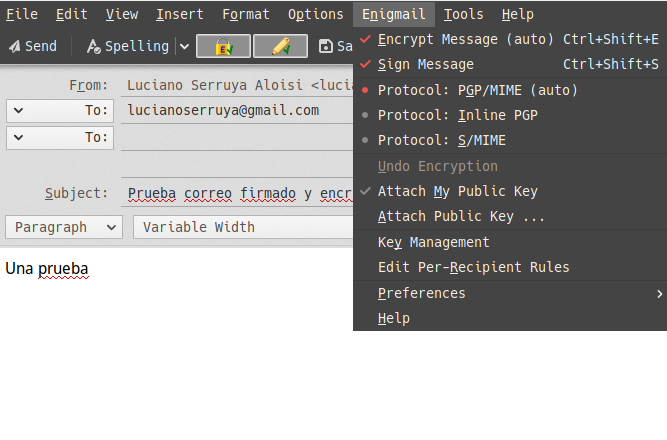 File Edit View Insert Format Options Enigmail Tools Help
Send Spelling Sa
From: Luciano Serruya Aloisi <lucia
To: lucianoserruya@gmail.com
To:
Subject: Prueba correo firmado y encr
Paragraph Variable Width
Una prueba
Encrypt Message (auto) Ctrl+Shift+E
Sign Message Ctrl+Shift+S
Protocol: PGP/MIME (auto)
Protocol: Inline PGP
Protocol: S/MIME
Undo Encryption
Attach My Public Key
Attach Public Key ...
Key Management
Edit Per-Recipient Rules
Preferences
Help